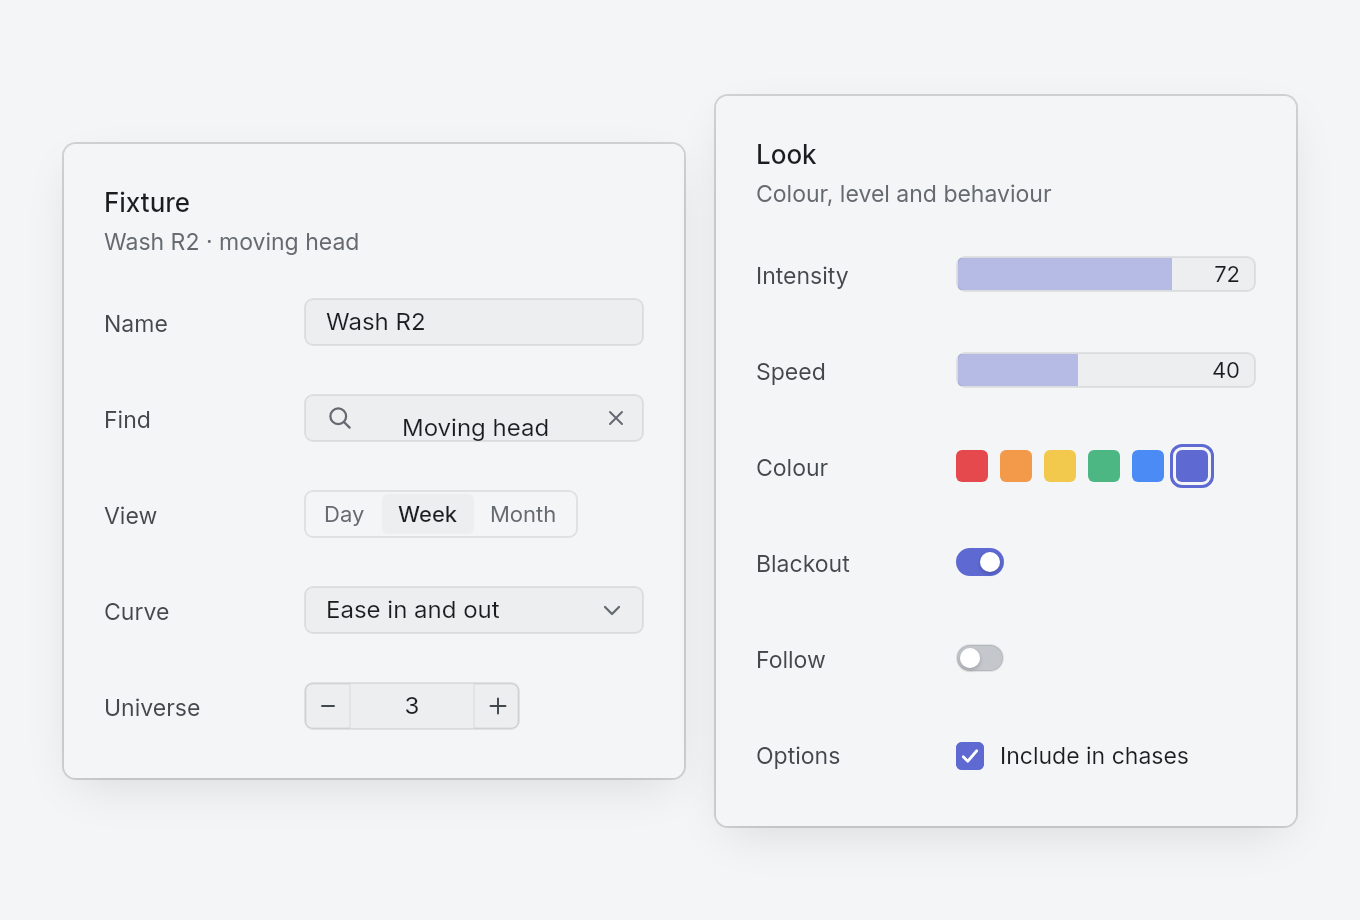 Fixture
Wash R2 · moving head
Name
Wash R2
Find
Moving head
View
Day Week Month
Curve
Ease in and out
Universe
3
Look
Colour, level and behaviour
Intensity
72
Speed
40
Colour
Blackout
Follow
Options
Include in chases